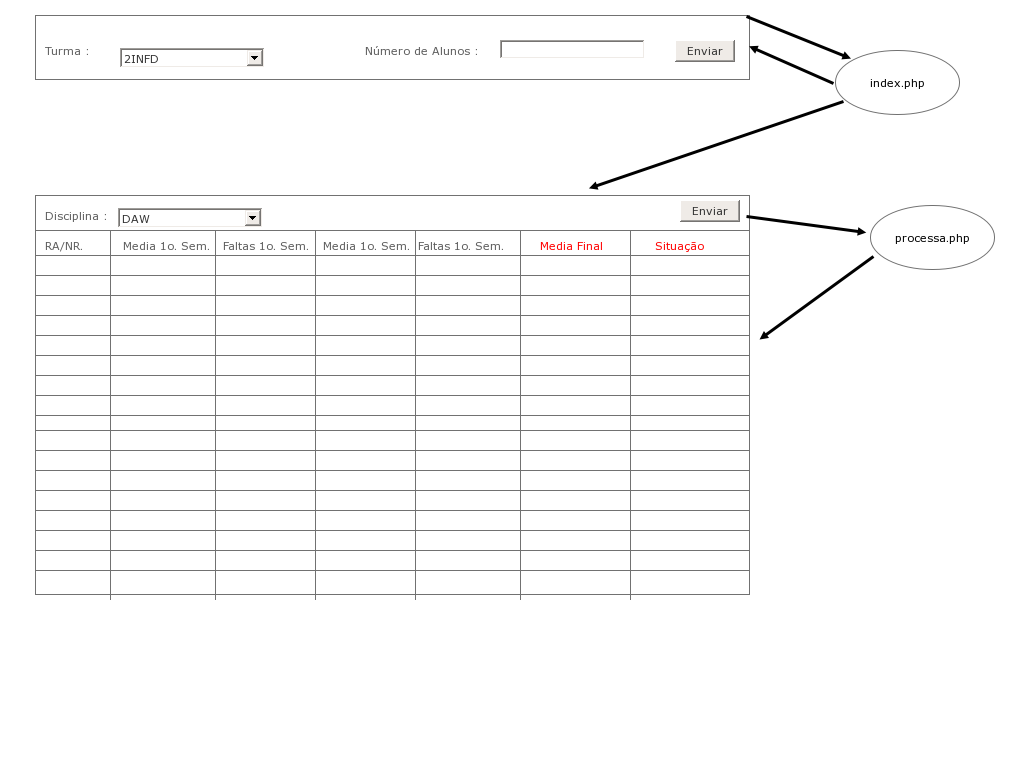 Turma : 2INFD Número de Alunos : Enviar
index.php
Disciplina : DAW Enviar
processa.php
RA/NR. Media 1o. Sem. Faltas 1o. Sem. Media 1o. Sem. Faltas 1o. Sem. Media Final Situação